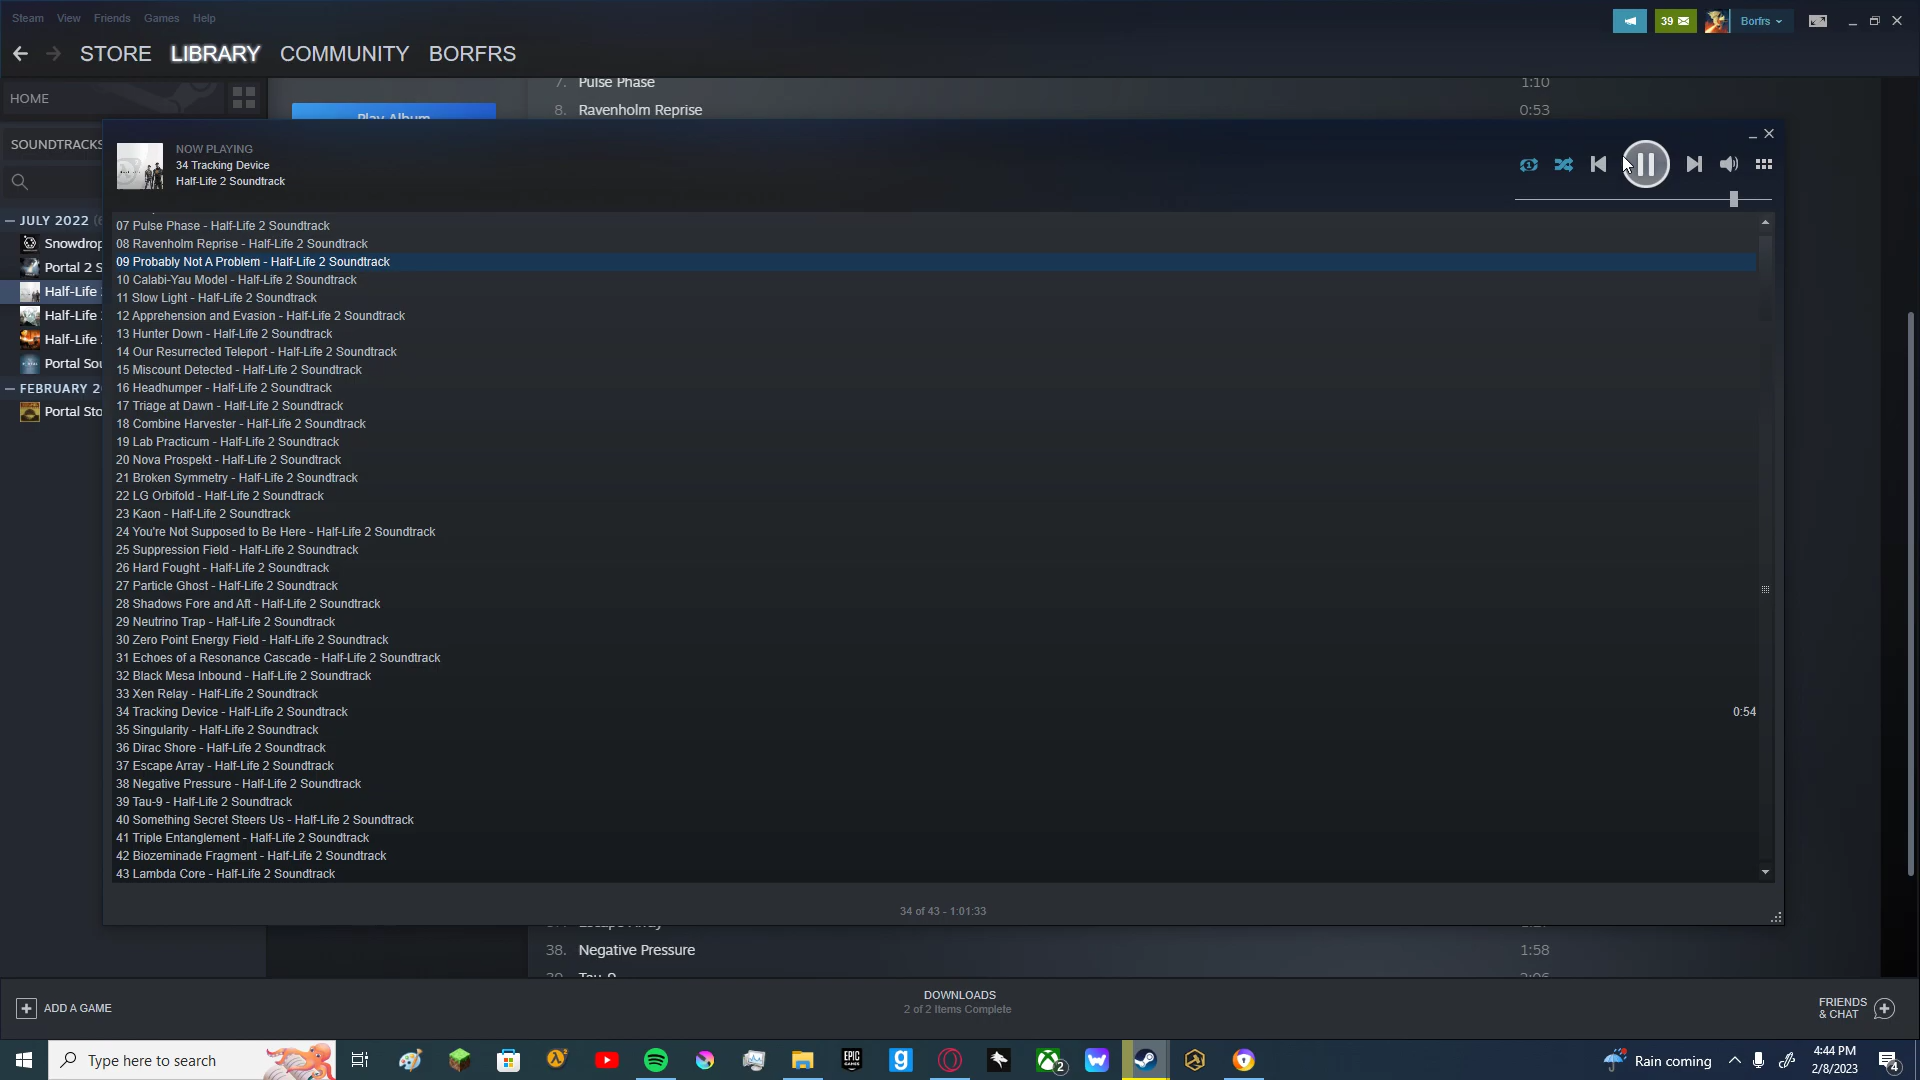 Steam View Friends Games Help
39
Borfrs
STORE LIBRARY COMMUNITY BORFRS
HOME
SOUNDTRACKS
JULY 2022
Snowdrop
Portal 2 S
Half-Life
Half-Life
Half-Life
Portal Sou
FEBRUARY 2
Portal Sto
Play Album
7. Pulse Phase 1:10
8. Ravenholm Reprise 0:53
NOW PLAYING
34 Tracking Device
Half-Life 2 Soundtrack
07 Pulse Phase - Half-Life 2 Soundtrack
08 Ravenholm Reprise - Half-Life 2 Soundtrack
09 Probably Not A Problem - Half-Life 2 Soundtrack
10 Calabi-Yau Model - Half-Life 2 Soundtrack
11 Slow Light - Half-Life 2 Soundtrack
12 Apprehension and Evasion - Half-Life 2 Soundtrack
13 Hunter Down - Half-Life 2 Soundtrack
14 Our Resurrected Teleport - Half-Life 2 Soundtrack
15 Miscount Detected - Half-Life 2 Soundtrack
16 Headhumper - Half-Life 2 Soundtrack
17 Triage at Dawn - Half-Life 2 Soundtrack
18 Combine Harvester - Half-Life 2 Soundtrack
19 Lab Practicum - Half-Life 2 Soundtrack
20 Nova Prospekt - Half-Life 2 Soundtrack
21 Broken Symmetry - Half-Life 2 Soundtrack
22 LG Orbifold - Half-Life 2 Soundtrack
23 Kaon - Half-Life 2 Soundtrack
24 You're Not Supposed to Be Here - Half-Life 2 Soundtrack
25 Suppression Field - Half-Life 2 Soundtrack
26 Hard Fought - Half-Life 2 Soundtrack
27 Particle Ghost - Half-Life 2 Soundtrack
28 Shadows Fore and Aft - Half-Life 2 Soundtrack
29 Neutrino Trap - Half-Life 2 Soundtrack
30 Zero Point Energy Field - Half-Life 2 Soundtrack
31 Echoes of a Resonance Cascade - Half-Life 2 Soundtrack
32 Black Mesa Inbound - Half-Life 2 Soundtrack
33 Xen Relay - Half-Life 2 Soundtrack
34 Tracking Device - Half-Life 2 Soundtrack 0:54
35 Singularity - Half-Life 2 Soundtrack
36 Dirac Shore - Half-Life 2 Soundtrack
37 Escape Array - Half-Life 2 Soundtrack
38 Negative Pressure - Half-Life 2 Soundtrack
39 Tau-9 - Half-Life 2 Soundtrack
40 Something Secret Steers Us - Half-Life 2 Soundtrack
41 Triple Entanglement - Half-Life 2 Soundtrack
42 Biozeminade Fragment - Half-Life 2 Soundtrack
43 Lambda Core - Half-Life 2 Soundtrack
34 of 43 - 1:01:33
38. Negative Pressure 1:58
ADD A GAME
DOWNLOADS
2 of 2 Items Complete
FRIENDS
& CHAT
Type here to search
EPIC GAMES
2
Rain coming
4:44 PM
2/8/2023
4